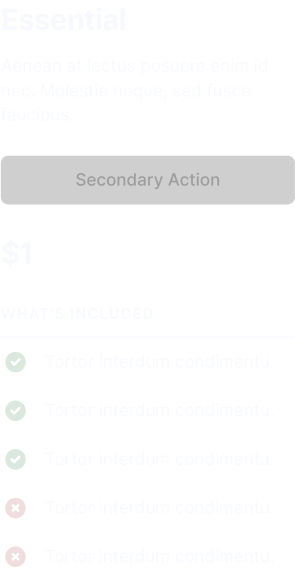 Essential
Aenean at lectus posuere enim id
nec. Molestie neque, sed fusce
faucibus.
Secondary Action
$1
WHAT'S INCLUDED
Tortor interdum condimentu
Tortor interdum condimentu
Tortor interdum condimentu
Tortor interdum condimentu
Tortor interdum condimentu